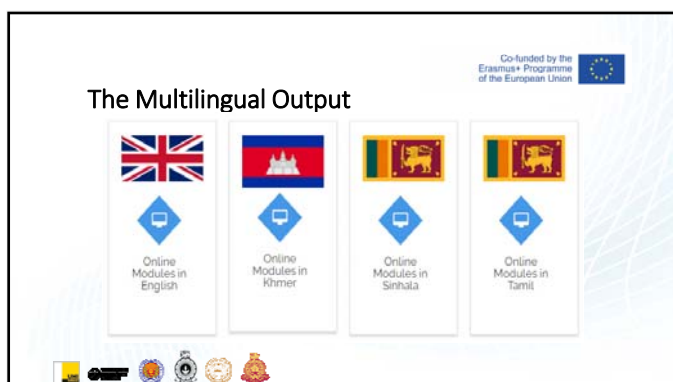 Co-funded by the
Erasmus+ Programme
of the European Union
The Multilingual Output
Online
Modules in
English
Online
Modules in
Khmer
Online
Modules in
Sinhala
Online
Modules in
Tamil